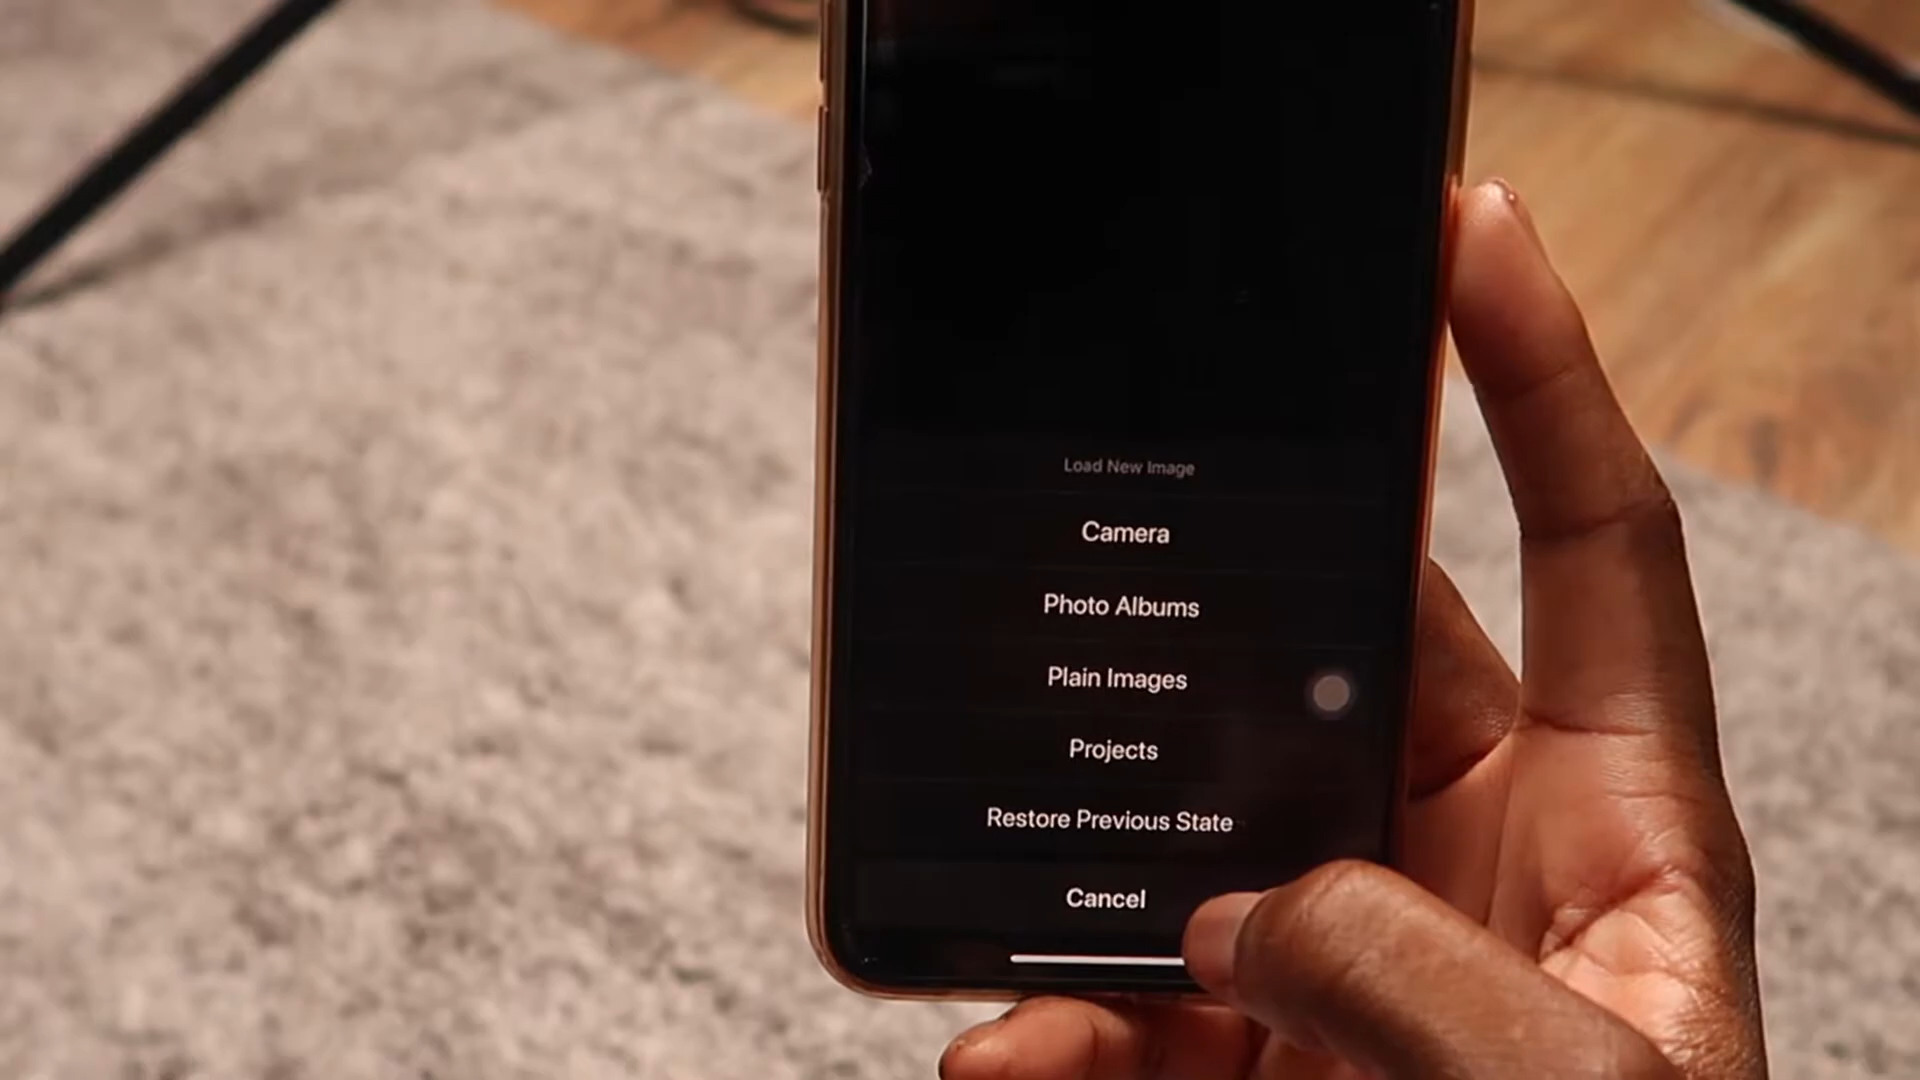 Load New Image
Camera
Photo Albums
Plain Images
Projects
Restore Previous State
Cancel